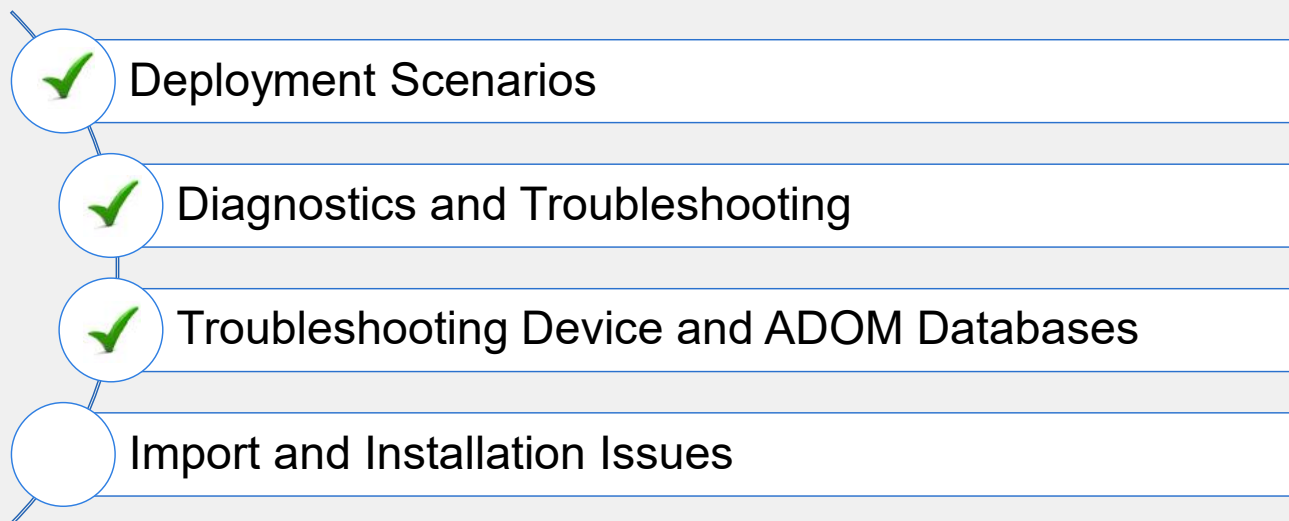 Deployment Scenarios
Diagnostics and Troubleshooting
Troubleshooting Device and ADOM Databases
Import and Installation Issues